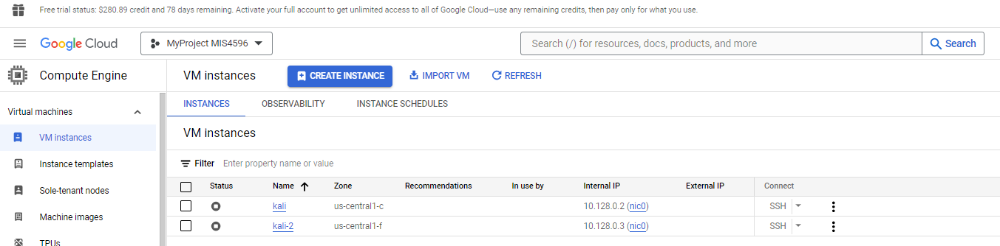 Free trial status: $280.89 credit and 78 days remaining. Activate your full account to get unlimited access to all of Google Cloud—use any remaining credits, then pay only for what you use.
Google Cloud MyProject MIS4596 Search (/) for resources, docs, products, and more Search
Compute Engine VM instances CREATE INSTANCE IMPORT VM REFRESH
INSTANCES OBSERVABILITY INSTANCE SCHEDULES
Virtual machines
VM instances
Instance templates
Sole-tenant nodes
Machine images
TPUs
VM instances
Filter Enter property name or value
Status Name Zone Recommendations In use by Internal IP External IP Connect
kali us-central1-c 10.128.0.2 (nic0) SSH
kali-2 us-central1-f 10.128.0.3 (nic0) SSH